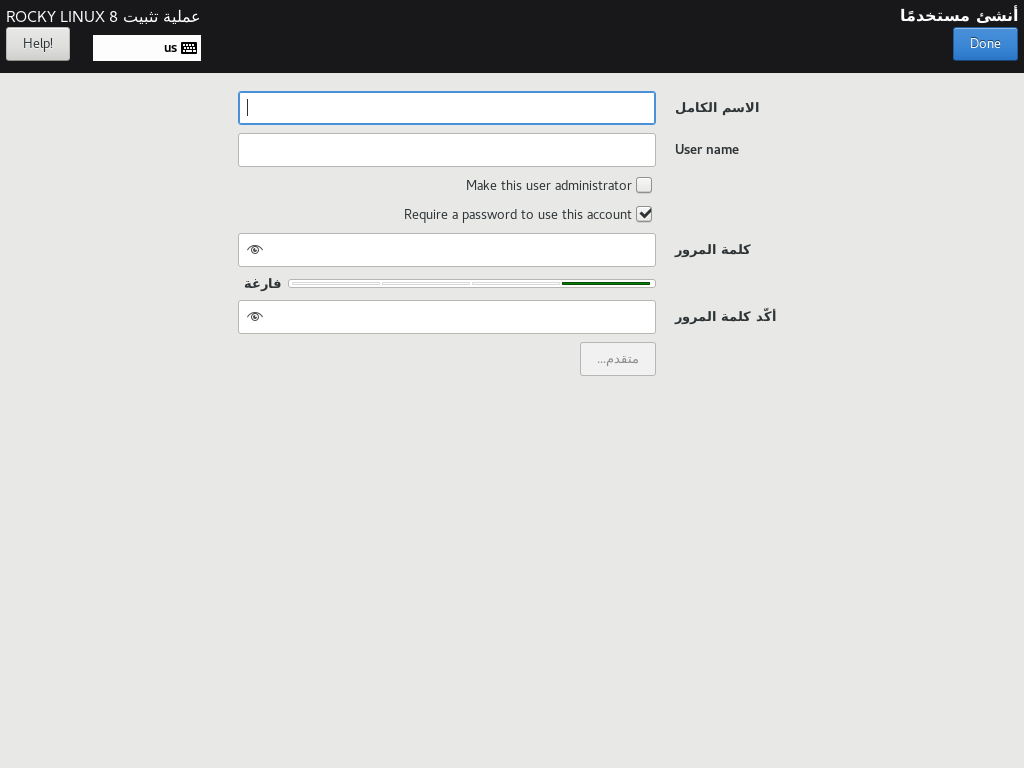 أنشئ مستخدمًا
عملية تثبيت ROCKY LINUX 8
Done
us
Help!
الاسم الكامل
User name
Make this user administrator
Require a password to use this account
كلمة المرور
فارغة
أكّد كلمة المرور
متقدم...